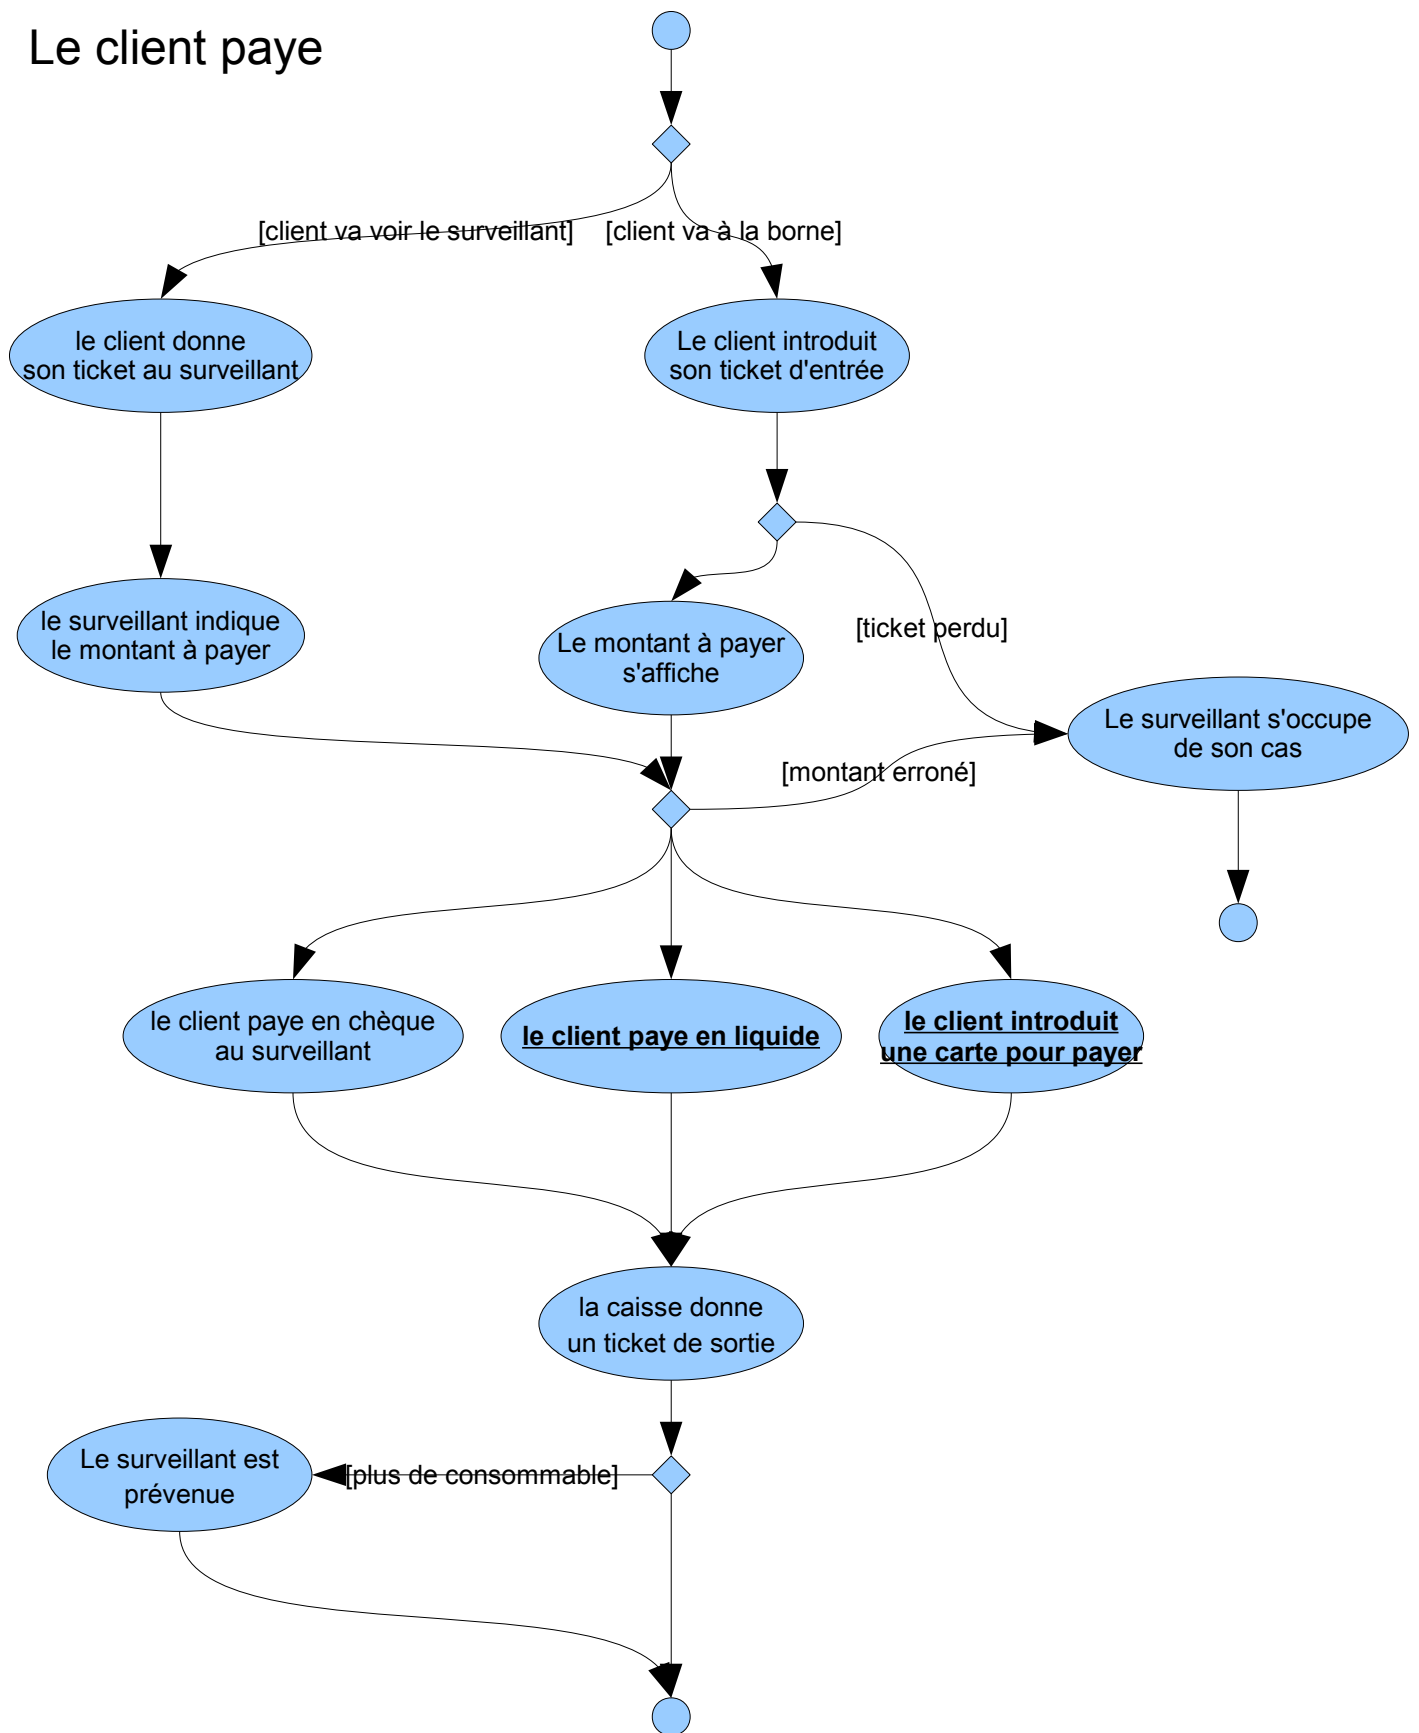 Le client paye
[client va voir le surveillant]
[client va à la borne]
le client donne
son ticket au surveillant
Le client introduit
son ticket d'entrée
le surveillant indique
le montant à payer
Le montant à payer
s'affiche
[ticket perdu]
Le surveillant s'occupe
de son cas
[montant erroné]
le client paye en chèque
au surveillant
le client paye en liquide
le client introduit
une carte pour payer
la caisse donne
un ticket de sortie
Le surveillant est
prévenue
[plus de consommable]